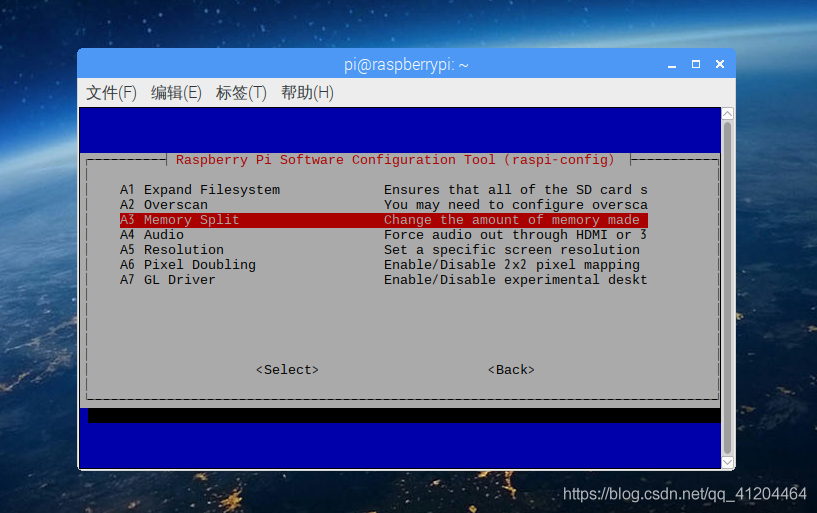 pi@raspberrypi: ~
文件(F) 编辑(E) 标签(T) 帮助(H)
Raspberry Pi Software Configuration Tool (raspi-config)
A1 Expand Filesystem Ensures that all of the SD card s
A2 Overscan You may need to configure oversca
A3 Memory Split Change the amount of memory made
A4 Audio Force audio out through HDMI or 3
A5 Resolution Set a specific screen resolution
A6 Pixel Doubling Enable/Disable 2x2 pixel mapping
A7 GL Driver Enable/Disable experimental deskt
<Select> <Back>
https://blog.csdn.net/qq_41204464